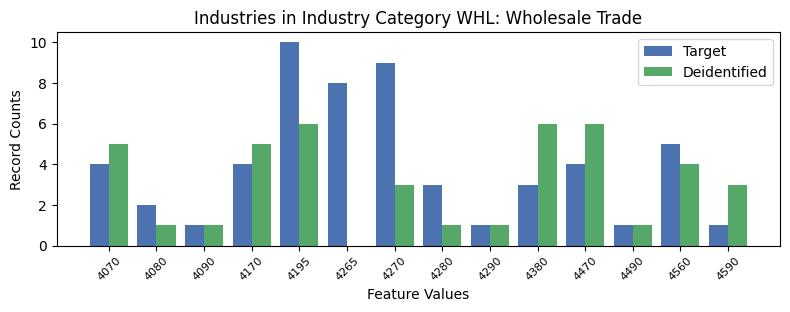 Industries in Industry Category WHL: Wholesale Trade
Target
Deidentified
Record Counts
10
8
6
4
2
0
4070 4080 4090 4170 4195 4265 4270 4280 4290 4380 4470 4490 4560 4590
Feature Values